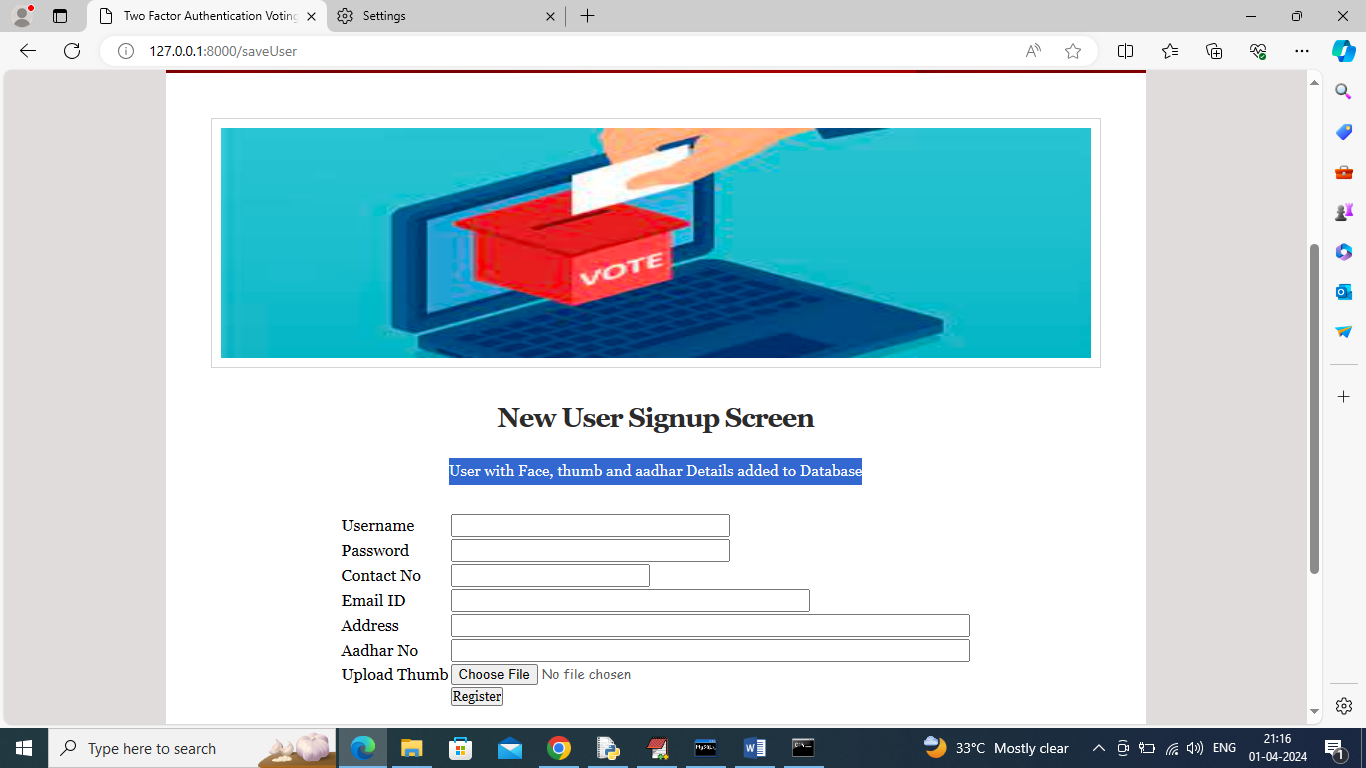 Two Factor Authentication Voting
Settings
127.0.0.1:8000/saveUser
VOTE
New User Signup Screen
User with Face, thumb and aadhar Details added to Database
Username
Password
Contact No
Email ID
Address
Aadhar No
Upload Thumb Choose File No file chosen
Register
Type here to search
33°C Mostly clear
ENG
21:16
01-04-2024
1